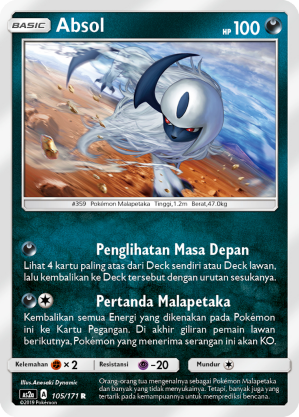 BASIC Absol HP 100
#359 Pokémon Malapetaka Tinggi,1.2m Berat,47.0kg
Penglihatan Masa Depan
Lihat 4 kartu paling atas dari Deck sendiri atau Deck lawan,
lalu kembalikan ke Deck tersebut dengan urutan sesukanya.
Pertanda Malapetaka
Kembalikan semua Energi yang dikenakan pada Pokémon
ini ke Kartu Pegangan. Di akhir giliran pemain lawan
berikutnya, Pokémon yang menerima serangan ini akan KO.
Kelemahan × 2 Resistansi -20 Mundur
Illus. Anesaki Dynamic
AS2a A 105/171 R
©2019 Pokémon
Orang-orang tua mengenalnya sebagai Pokémon Malapetaka
dan banyak yang tidak menyukainya. Tetapi, banyak juga yang
tertarik pada kekuatannya dalam memprediksi bencana.